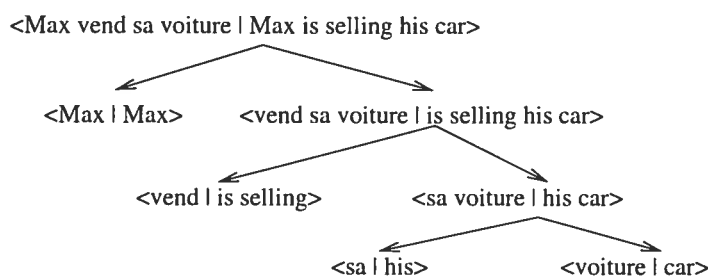 <Max vend sa voiture | Max is selling his car>
<Max | Max> <vend sa voiture | is selling his car>
<vend | is selling> <sa voiture | his car>
<sa | his> <voiture | car>